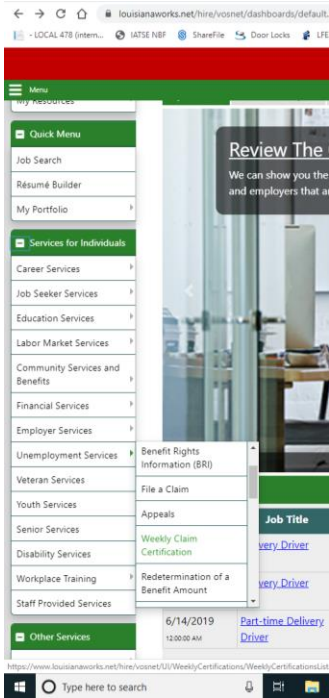 louisianaworks.net/hire/vosnet/dashboards/default.
- LOCAL 478 (intern...
IATSE NBF
ShareFile
Door Locks
LFE
Menu
My Resources
Quick Menu
Job Search
Résumé Builder
My Portfolio
Services for Individuals
Career Services
Job Seeker Services
Education Services
Labor Market Services
Community Services and
Benefits
Financial Services
Employer Services
Unemployment Services
Veteran Services
Youth Services
Senior Services
Disability Services
Workplace Training
Staff Provided Services
Other Services
Benefit Rights
Information (BRI)
File a Claim
Appeals
Weekly Claim
Certification
Redetermination of a
Benefit Amount
Review The
We can show you the
and employers that a
Job Title
very Driver
very Driver
6/14/2019
12:00:00 AM
Part-time Delivery
Driver
https://www.louisianaworks.net/hire/vosnet/UI/WeeklyCertifications/WeeklyCertificationsList
Type here to search